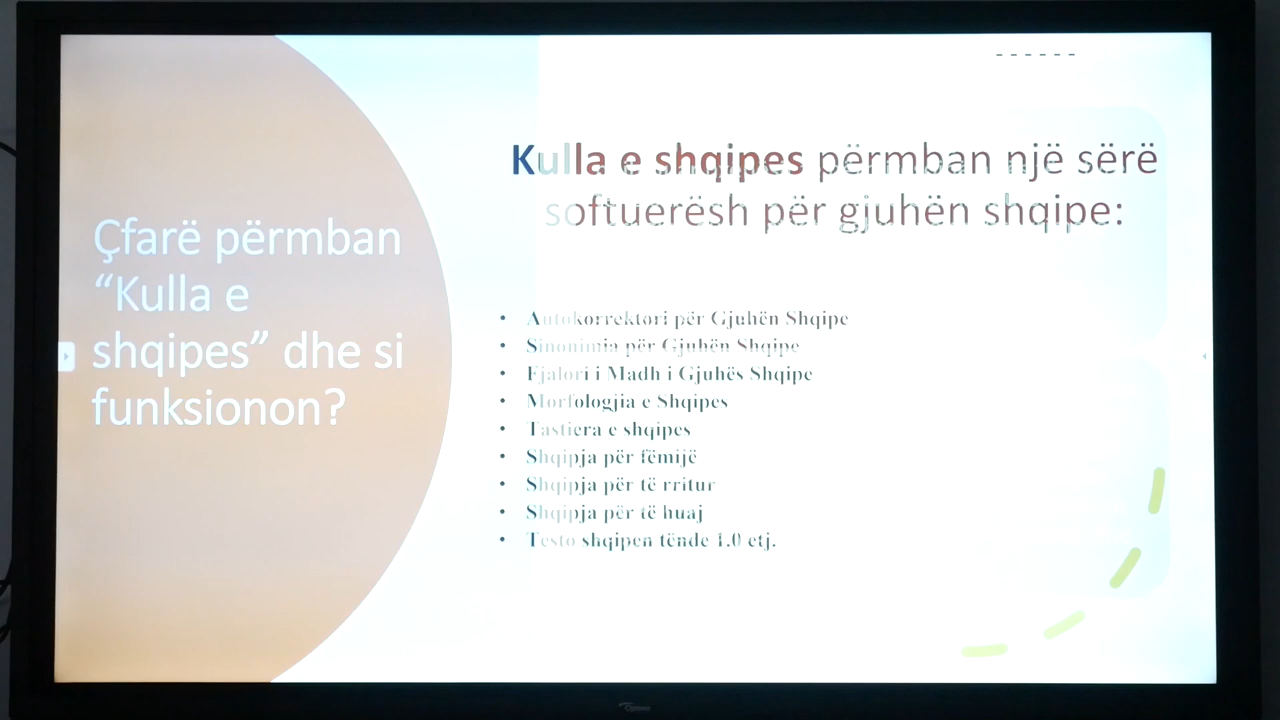 Çfarë përmban
“Kulla e
shqipes” dhe si
funksionon?
Kulla e shqipes përmban një sërë
softuerësh për gjuhën shqipe:
• Autokorrektori për Gjuhën Shqipe
• Sinonimia për Gjuhën Shqipe
• Fjalori i Madh i Gjuhës Shqipe
• Morfologjia e Shqipes
• Tastiera e shqipes
• Shqipja për fëmijë
• Shqipja për të rritur
• Shqipja për të huaj
• Testo shqipen tënde 1.0 etj.